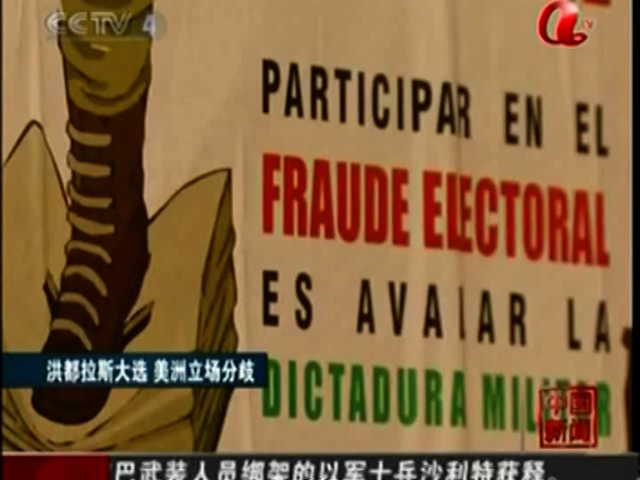 CCTV 4
PARTICIPAR EN EL
FRAUDE ELECTORAL
ES AVALAR LA
DICTADURA MILITAR
洪都拉斯大选 美洲立场分歧
中国
新闻
巴武装人员绑架的以军士兵沙利特获释。